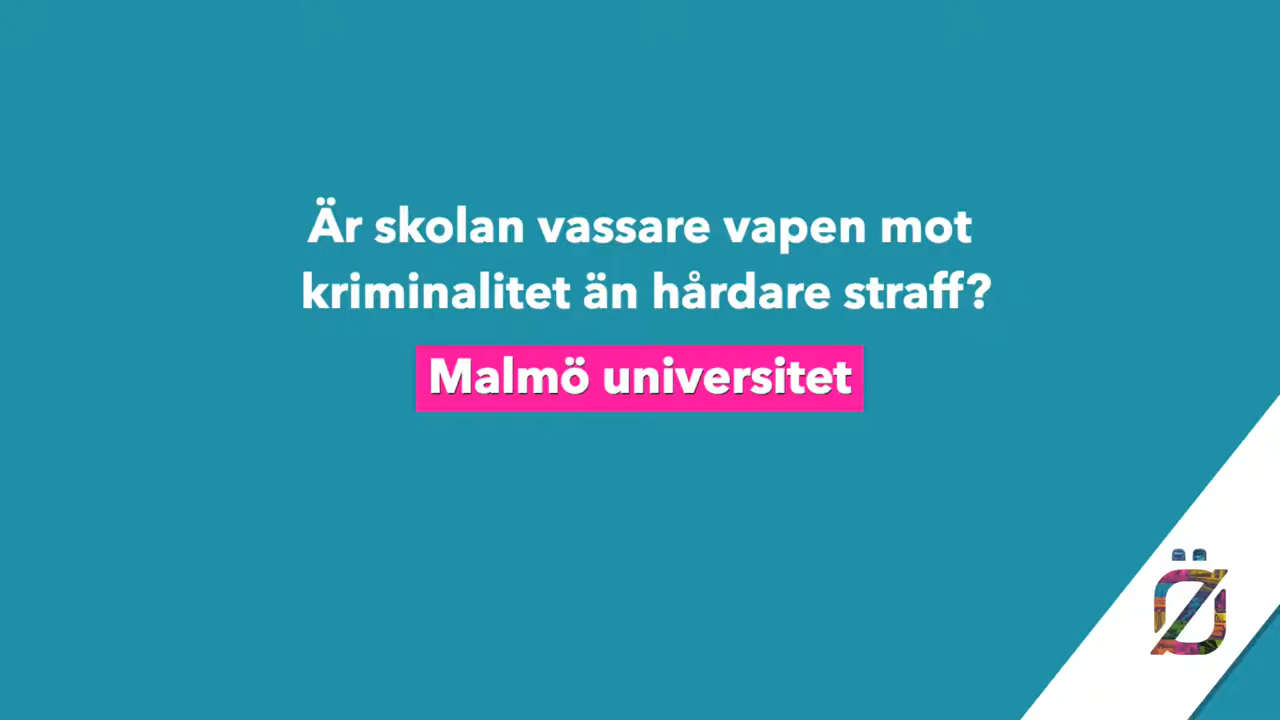 Är skolan vassare vapen mot
kriminalitet än hårdare straff?
Malmö universitet